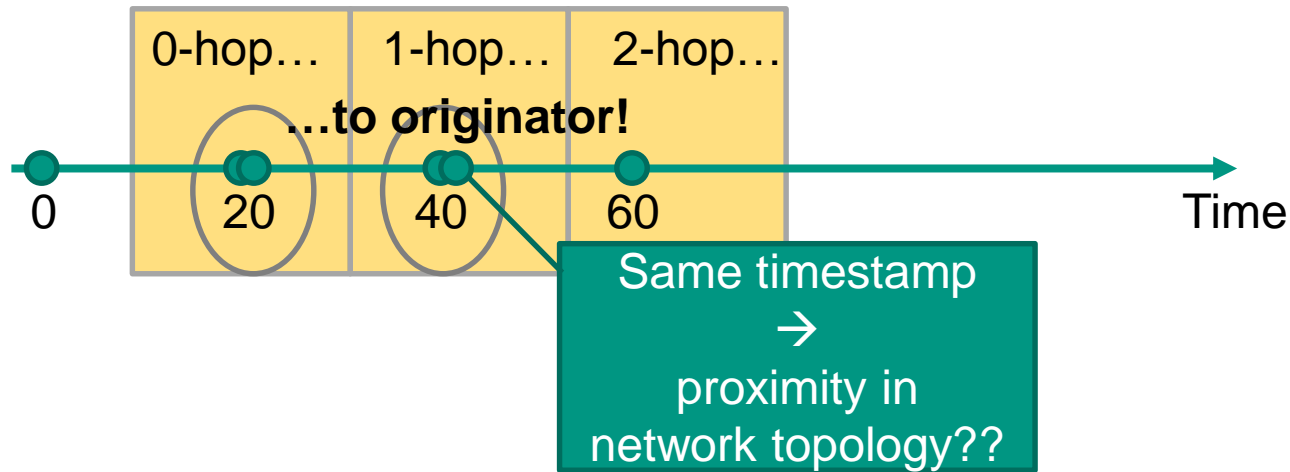 0-hop… 1-hop… 2-hop…
…to originator!
0 20 40 60 Time
Same timestamp
→
proximity in
network topology??